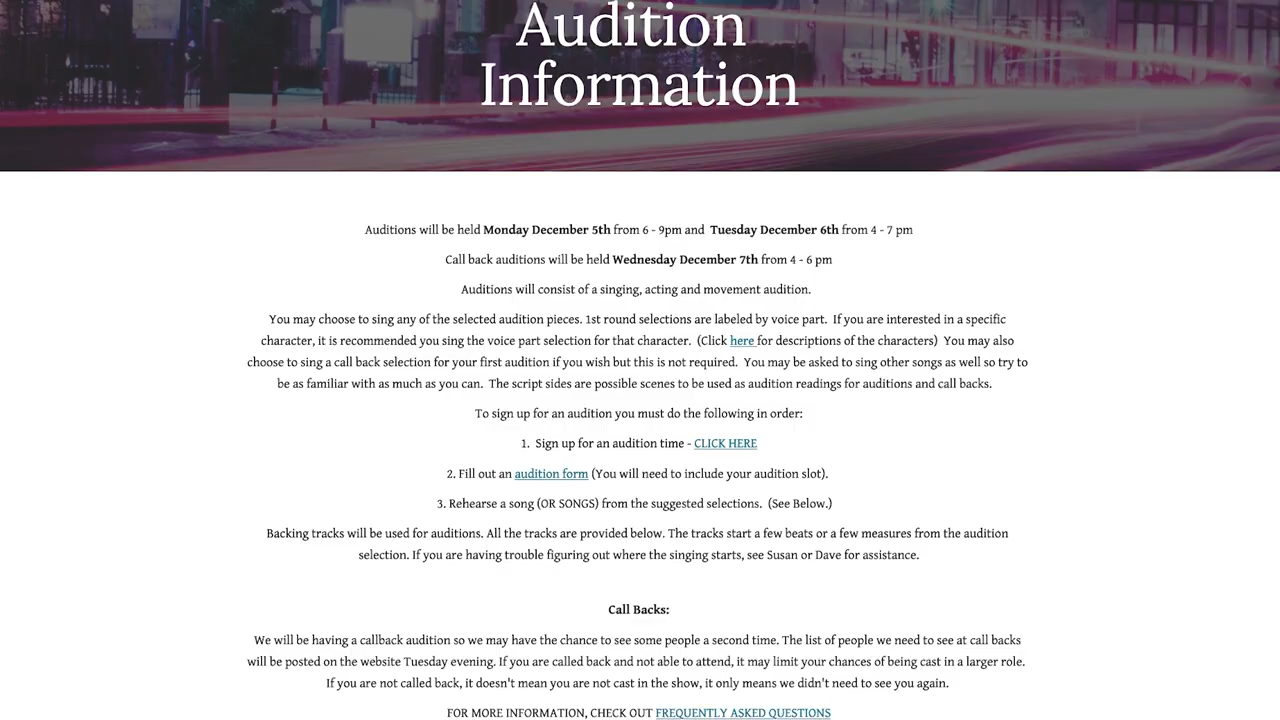 Audition
Information
Auditions will be held Monday December 5th from 6 - 9pm and  Tuesday December 6th from 4 - 7 pm
Call back auditions will be held Wednesday December 7th from 4 - 6 pm
Auditions will consist of a singing, acting and movement audition.
You may choose to sing any of the selected audition pieces. 1st round selections are labeled by voice part.  If you are interested in a specific
character, it is recommended you sing the voice part selection for that character.  (Click here for descriptions of the characters)  You may also
choose to sing a call back selection for your first audition if you wish but this is not required.  You may be asked to sing other songs as well so try to
be as familiar with as much as you can.  The script sides are possible scenes to be used as audition readings for auditions and call backs.
To sign up for an audition you must do the following in order:
1.  Sign up for an audition time - CLICK HERE
2. Fill out an audition form (You will need to include your audition slot).
3. Rehearse a song (OR SONGS) from the suggested selections.  (See Below.)
Backing tracks will be used for auditions. All the tracks are provided below. The tracks start a few beats or a few measures from the audition
selection. If you are having trouble figuring out where the singing starts, see Susan or Dave for assistance.
Call Backs:
We will be having a callback audition so we may have the chance to see some people a second time. The list of people we need to see at call backs
will be posted on the website Tuesday evening. If you are called back and not able to attend, it may limit your chances of being cast in a larger role.
If you are not called back, it doesn't mean you are not cast in the show, it only means we didn't need to see you again.
FOR MORE INFORMATION, CHECK OUT FREQUENTLY ASKED QUESTIONS